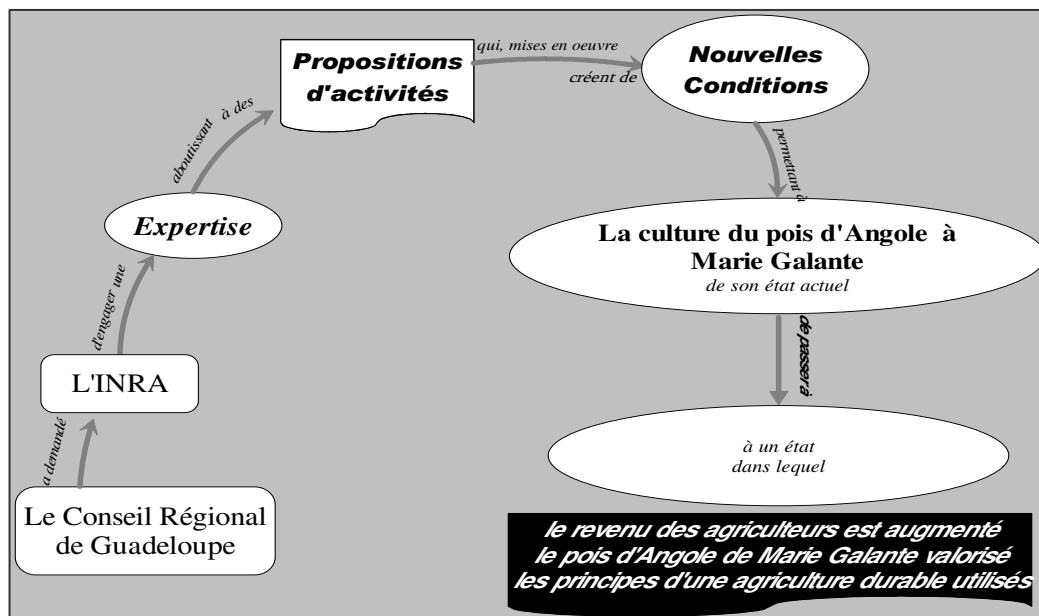 Le Conseil Régional
de Guadeloupe
a demandé
L'INRA
d'engager une
Expertise
aboutissant à des
Propositions
d'activités
qui, mises en oeuvre
créent de
Nouvelles
Conditions
permettant à
La culture du pois d'Angole à
Marie Galante
de son état actuel
de passer à
à un état
dans lequel
le revenu des agriculteurs est augmenté
le pois d'Angole de Marie Galante valorisé
les principes d'une agriculture durable utilisés